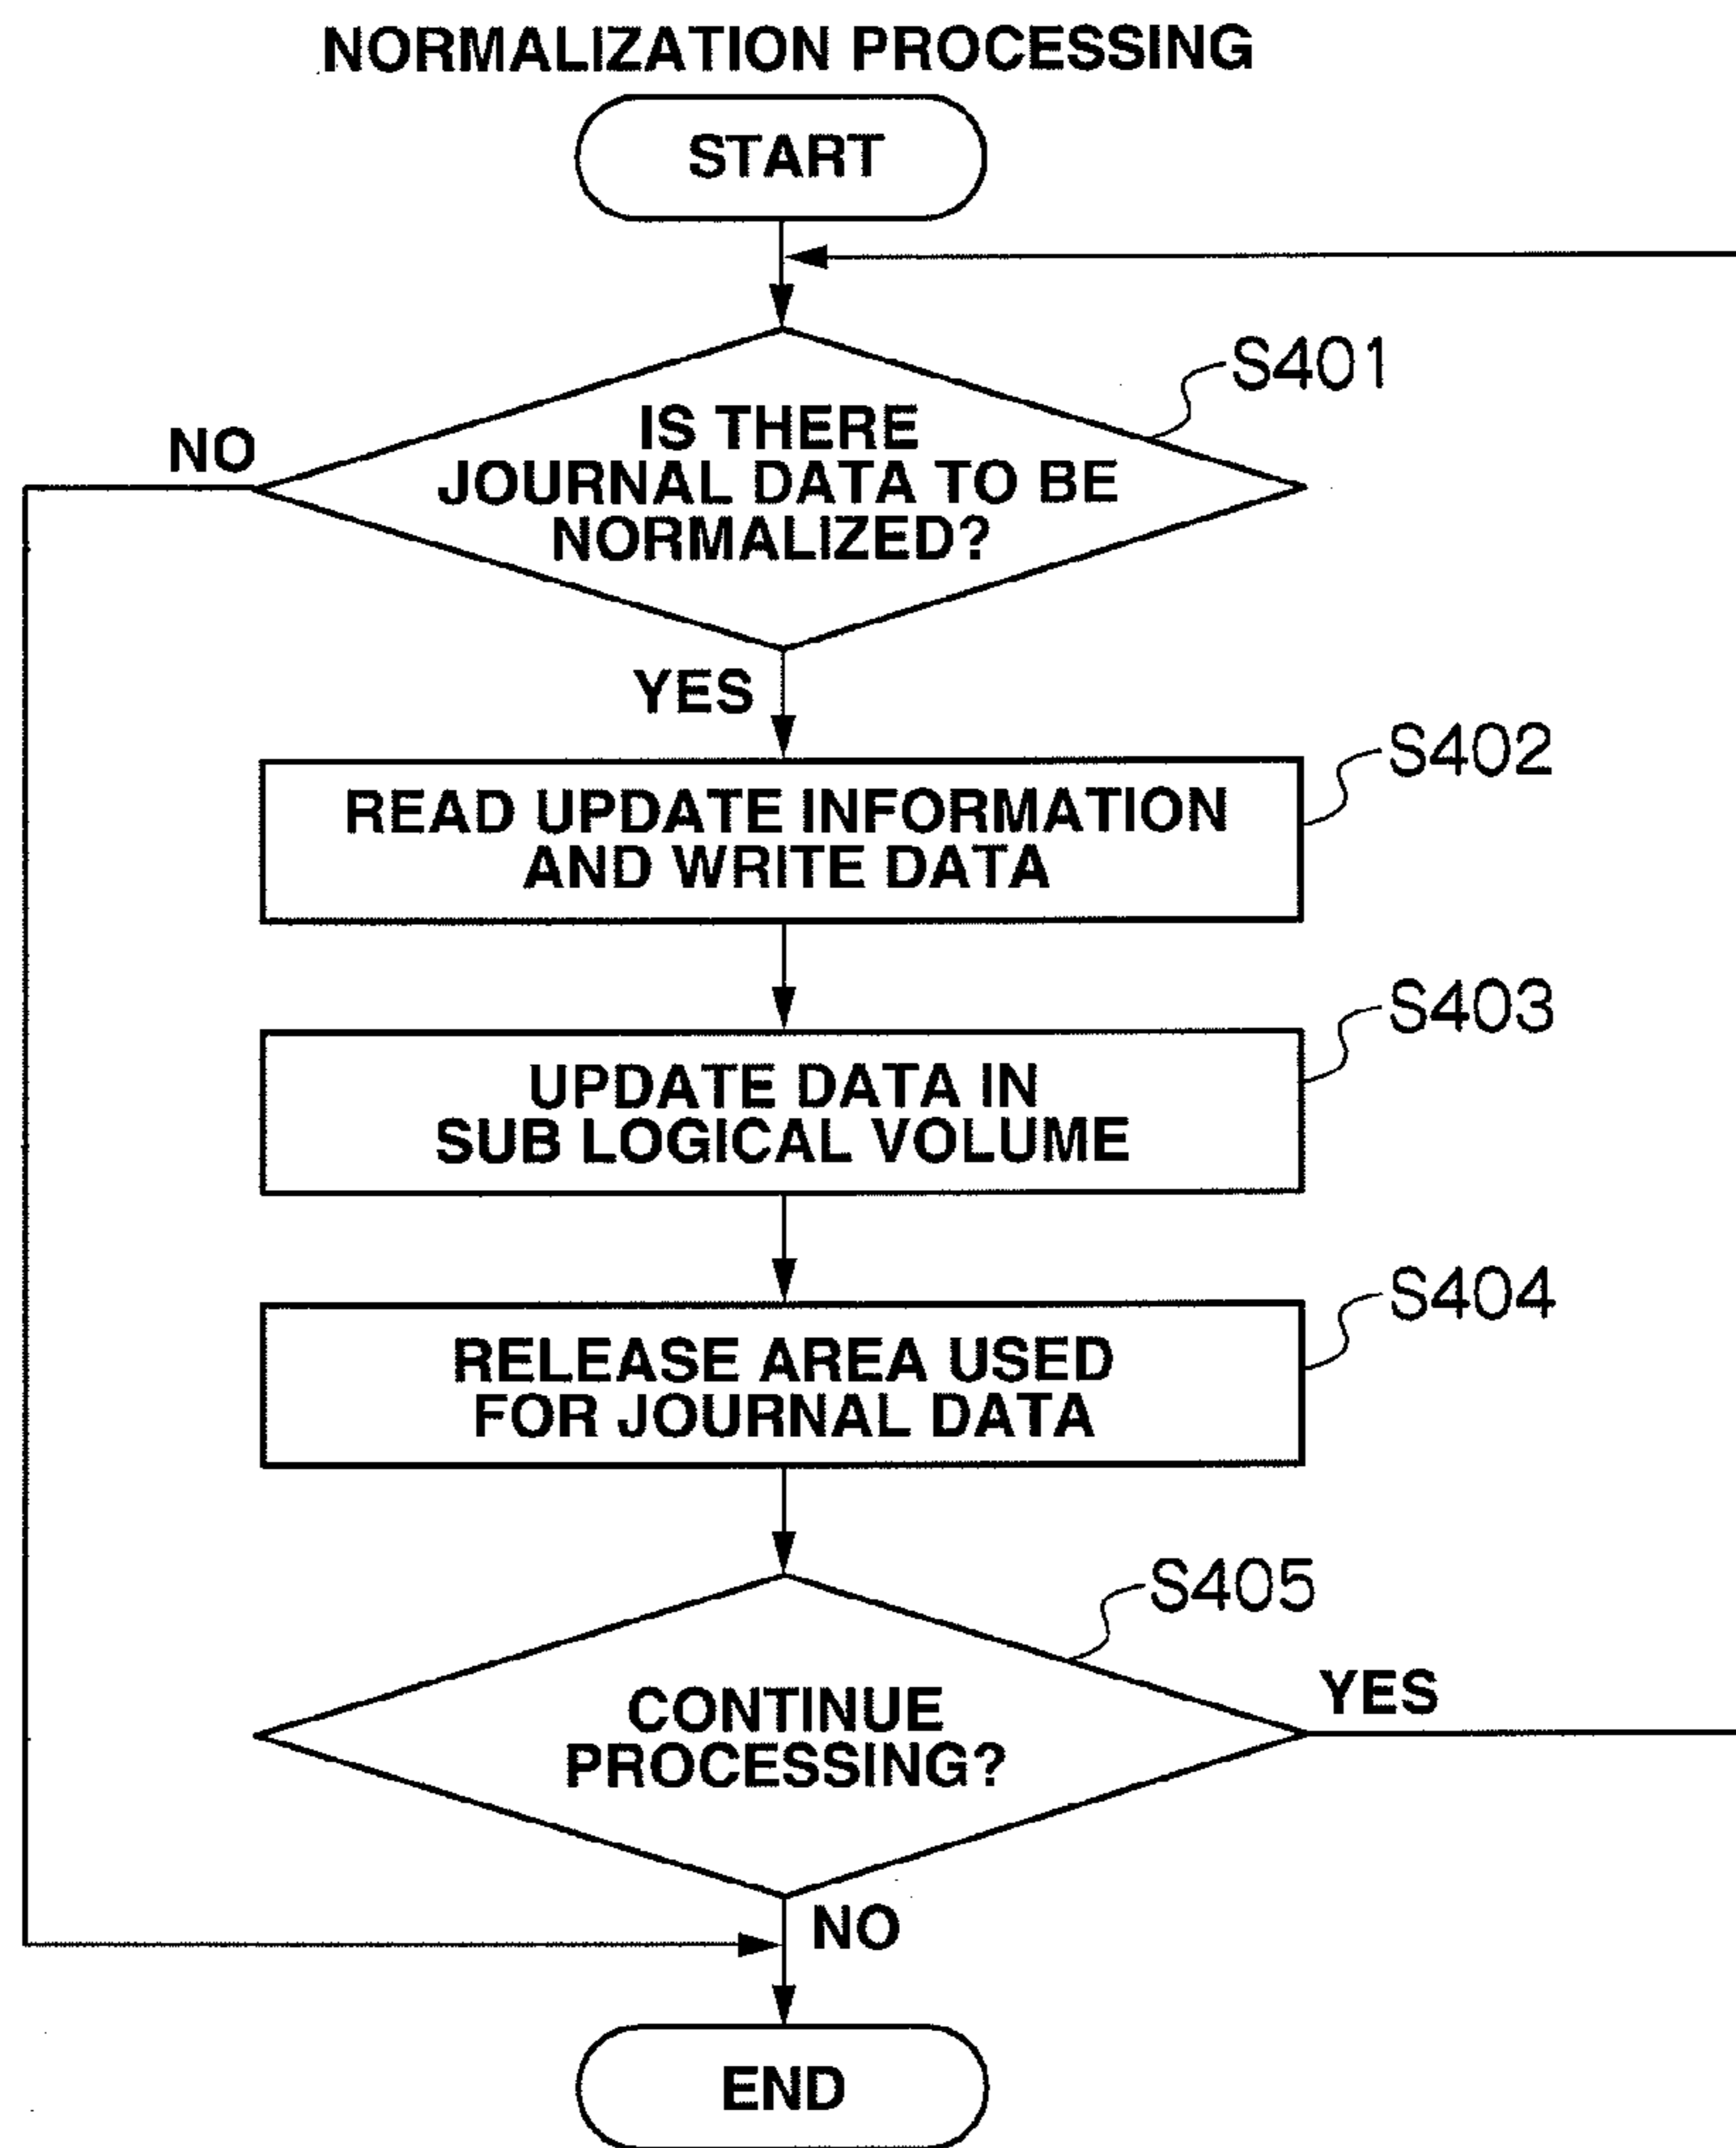 NORMALIZATION PROCESSING
START
S401
IS THERE
JOURNAL DATA TO BE
NORMALIZED?
NO
YES
S402
READ UPDATE INFORMATION
AND WRITE DATA
S403
UPDATE DATA IN
SUB LOGICAL VOLUME
S404
RELEASE AREA USED
FOR JOURNAL DATA
S405
CONTINUE
PROCESSING?
YES
NO
END